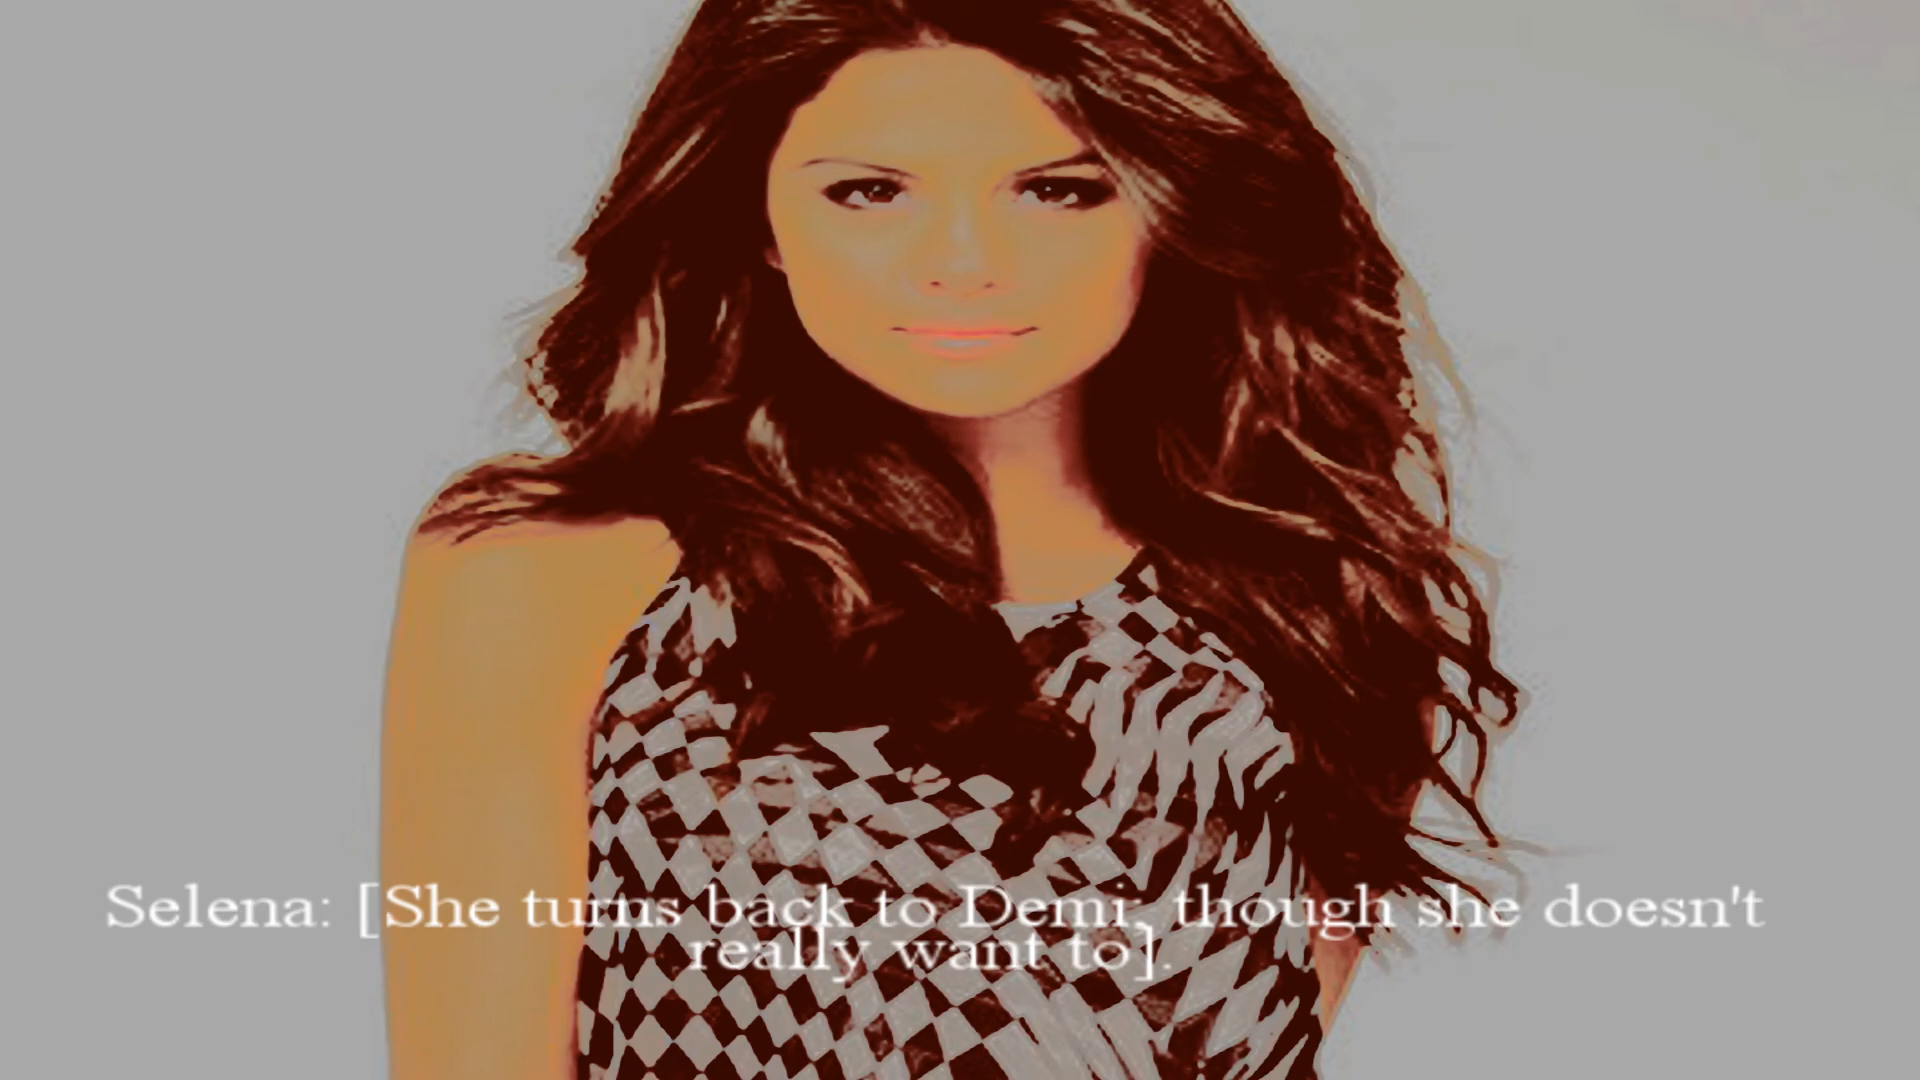 Selena: [She turns back to Demi, though she doesn't
really want to].